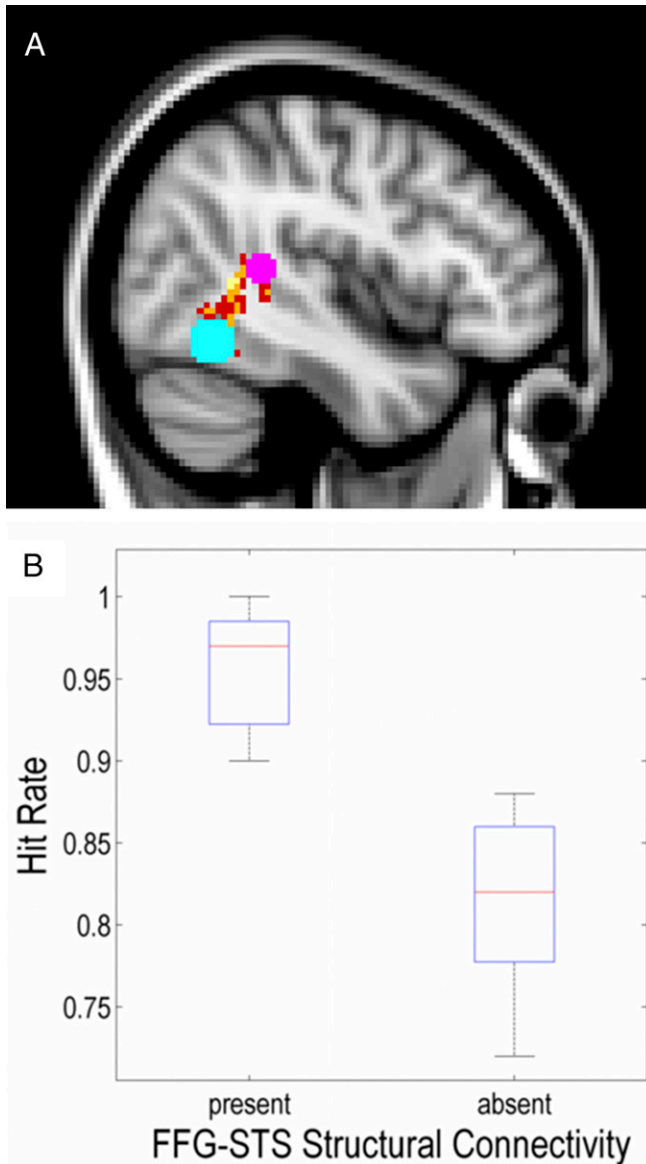 A
B
1
0.95
0.9
0.85
0.8
0.75
Hit Rate
present absent
FFG-STS Structural Connectivity